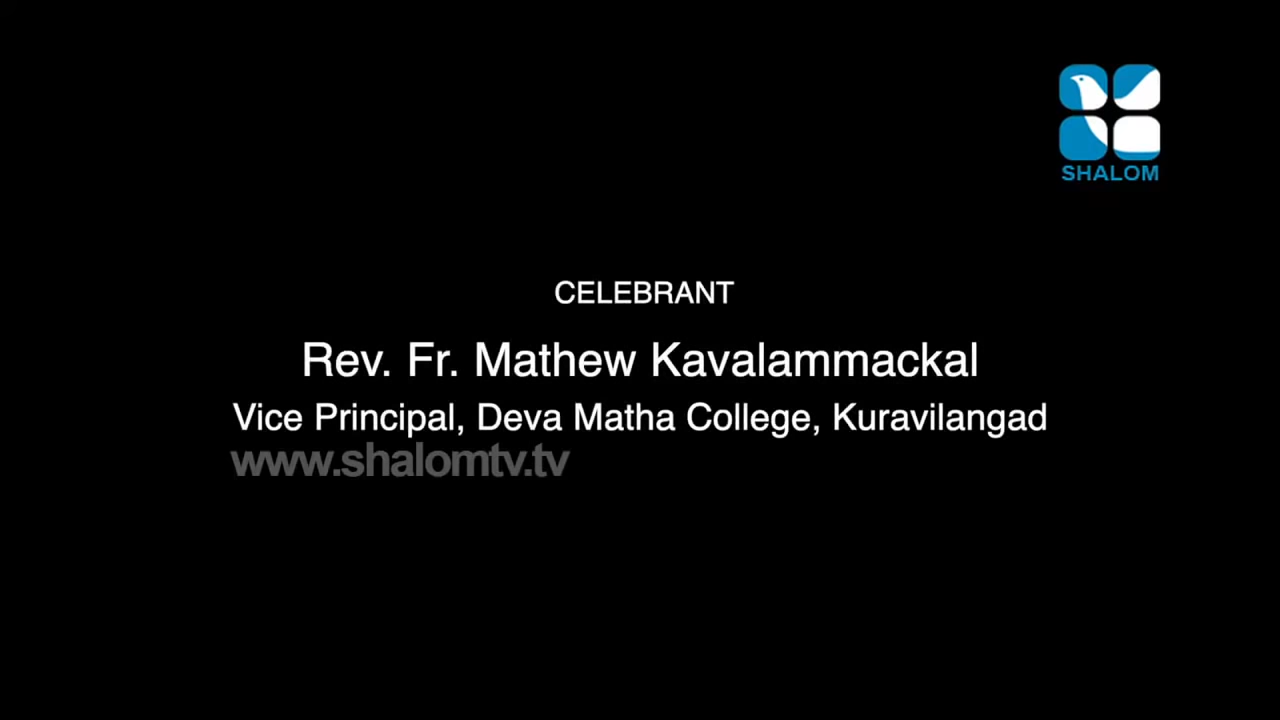 SHALOM
CELEBRANT
Rev. Fr. Mathew Kavalammackal
Vice Principal, Deva Matha College, Kuravilangad
www.shalomtv.tv